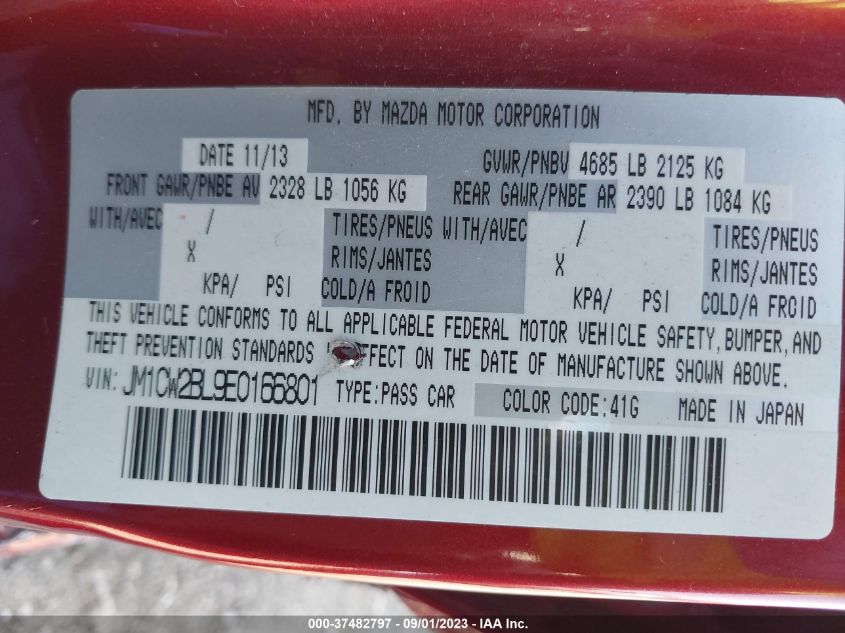 MFD. BY MAZDA MOTOR CORPORATION
DATE 11/13 GVWR/PNBV 4685 LB 2125 KG
FRONT GAWR/PNBE AV 2328 LB 1056 KG REAR GAWR/PNBE AR 2390 LB 1084 KG
WITH/AVEC / TIRES/PNEUS WITH/AVEC / TIRES/PNEUS
X RIMS/JANTES X RIMS/JANTES
KPA/ PSI COLD/A FROID KPA/ PSI COLD/A FROID
THIS VEHICLE CONFORMS TO ALL APPLICABLE FEDERAL MOTOR VEHICLE SAFETY, BUMPER, AND
THEFT PREVENTION STANDARDS EFFECT ON THE DATE OF MANUFACTURE SHOWN ABOVE.
VIN: JM1CW2BL9E0166801 TYPE: PASS CAR COLOR CODE: 41G MADE IN JAPAN
000-37482797 - 09/01/2023 - IAA Inc.